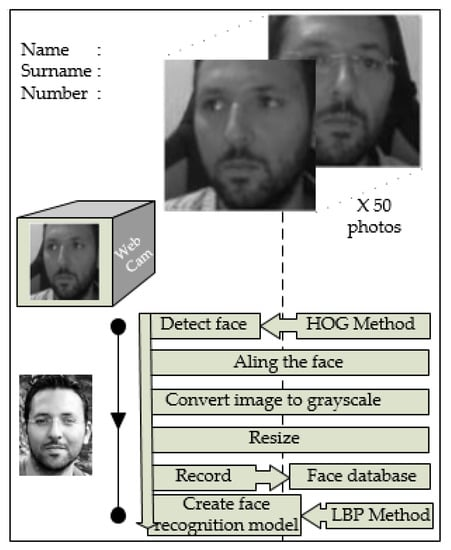 Name :
Surname :
Number :
X 50
photos
Web
Cam
Detect face
HOG Method
Aling the face
Convert image to grayscale
Resize
Record
Face database
Create face
recognition model
LBP Method